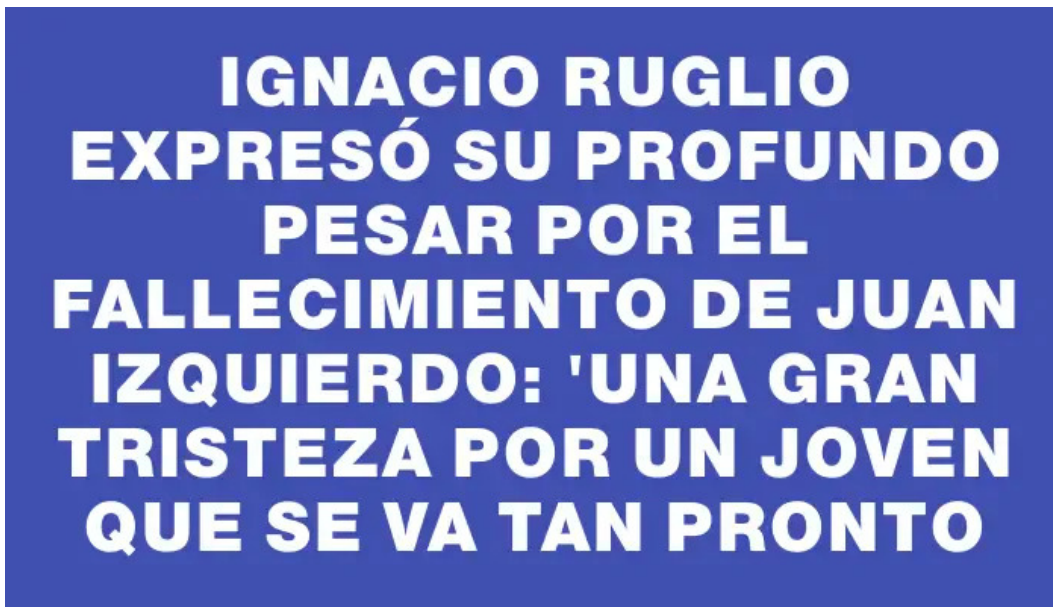 IGNACIO RUGLIO
EXPRESÓ SU PROFUNDO
PESAR POR EL
FALLECIMIENTO DE JUAN
IZQUIERDO: 'UNA GRAN
TRISTEZA POR UN JOVEN
QUE SE VA TAN PRONTO